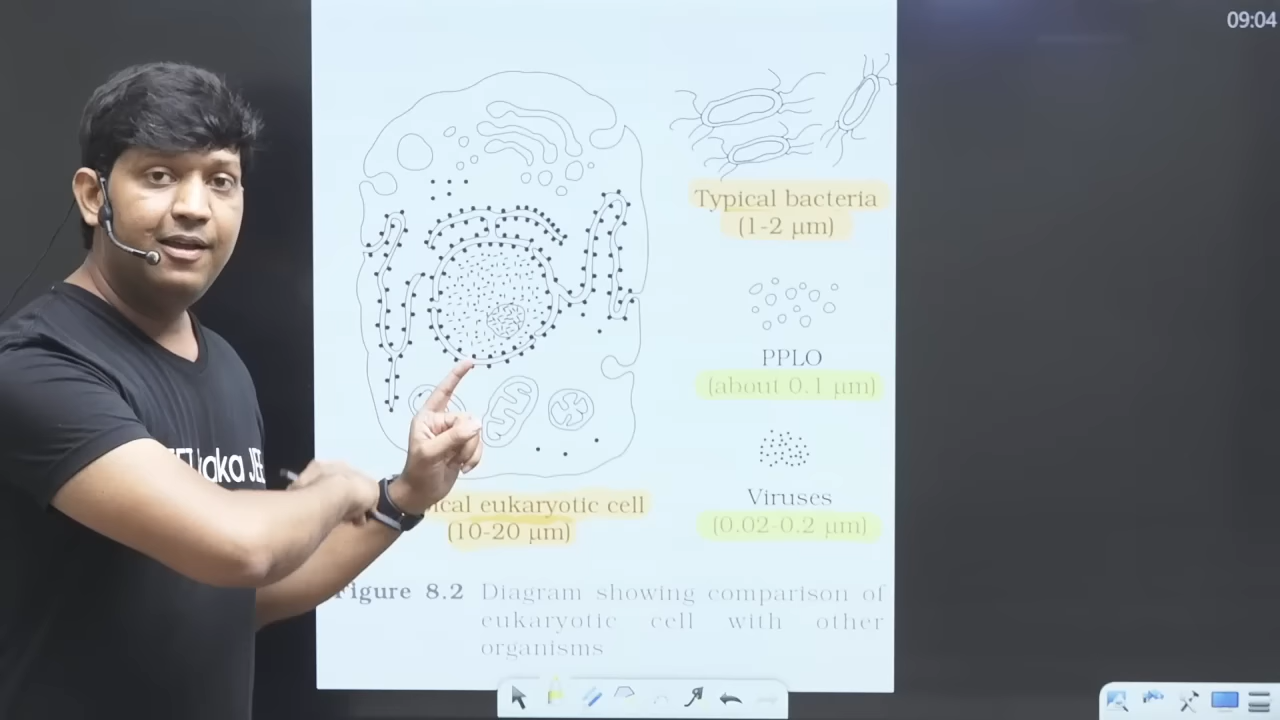 09:04
Typical bacteria
(1-2 µm)
PPLO
(about 0.1 µm)
Viruses
(0.02-0.2 µm)
eukaryotic cell
(10-20 µm)
Figure 8.2 Diagram showing comparison of
eukaryotic cell with other
organisms